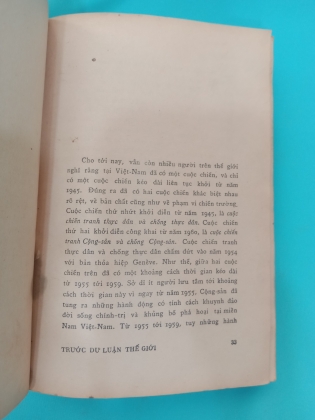 Cho tới nay, vẫn còn nhiều người trên thế giới
nghĩ rằng tại Việt-Nam đã có một cuộc chiến, và chỉ
có một cuộc chiến kéo dài liên tục khởi từ năm
1945. Đúng ra đã có hai cuộc chiến khác biệt nhau
rõ rệt, về bản chất cũng như về phạm vi chiến trường.
Cuộc chiến thứ nhứt khởi diễn từ năm 1945, là cuộc
chiến tranh thực dân và chống thực dân. Cuộc chiến
thứ hai khởi diễn công khai từ năm 1960, là cuộc chiến
tranh Cộng-sản và chống Cộng-sản. Cuộc chiến tranh
thực dân và chống thực dân chấm dứt vào năm 1954
với bản thỏa hiệp Genève. Như thế, giữa hai cuộc
chiến trên đã có một khoảng cách thời gian kéo dài
từ 1955 tới 1959. Sở dĩ ít người lưu tâm tới khoảng
cách thời gian này vì ngay từ năm 1955, Cộng-sản đã
tung ra những hành động có tính cách khuynh đảo
đời sống chính-trị và khủng bố phá hoại tại miền
Nam Việt-Nam. Từ 1955 tới 1959, tuy những hành
TRƯỚC DƯ LUẬN THẾ GIỚI
33